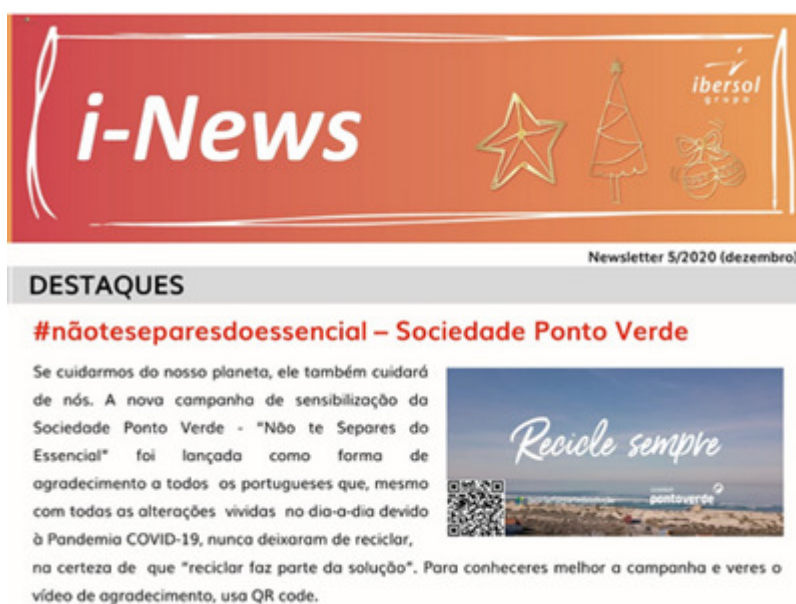 i-News
ibersol
grupo
Newsletter 5/2020 (dezembro)
DESTAQUES
#nãoteseparesdoessencial – Sociedade Ponto Verde
Se cuidarmos do nosso planeta, ele também cuidará
de nós. A nova campanha de sensibilização da
Sociedade Ponto Verde - "Não te Separes do
Essencial" foi lançada como forma de
agradecimento a todos os portugueses que, mesmo
com todas as alterações vividas no dia-a-dia devido
à Pandemia COVID-19, nunca deixaram de reciclar,
na certeza de que "reciclar faz parte da solução". Para conheceres melhor a campanha e veres o
vídeo de agradecimento, usa QR code.
Recicle sempre
pontoverde